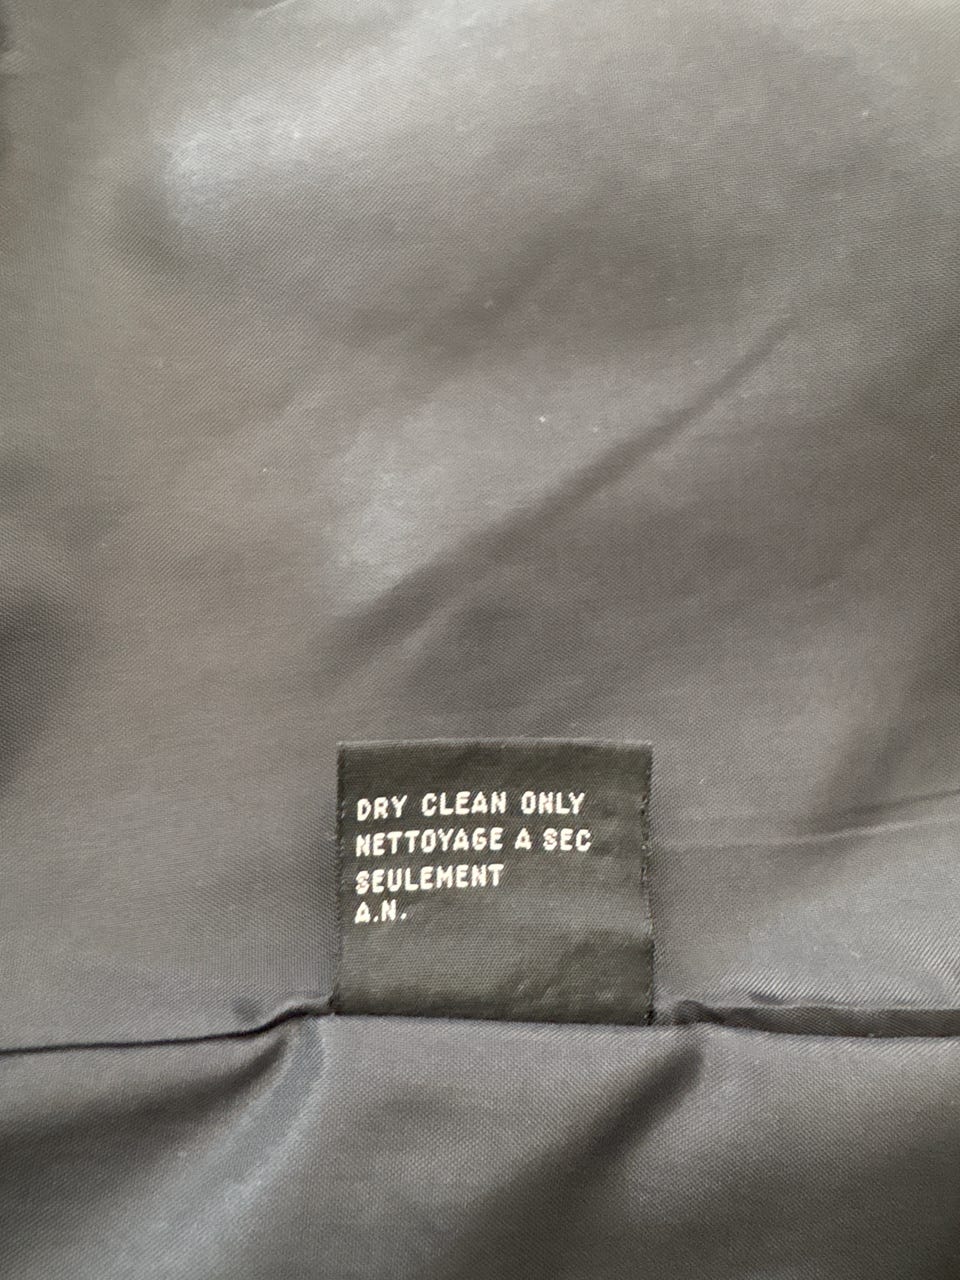 DRY CLEAN ONLY
NETTOYAGE A SEC
SEULEMENT
A.N.